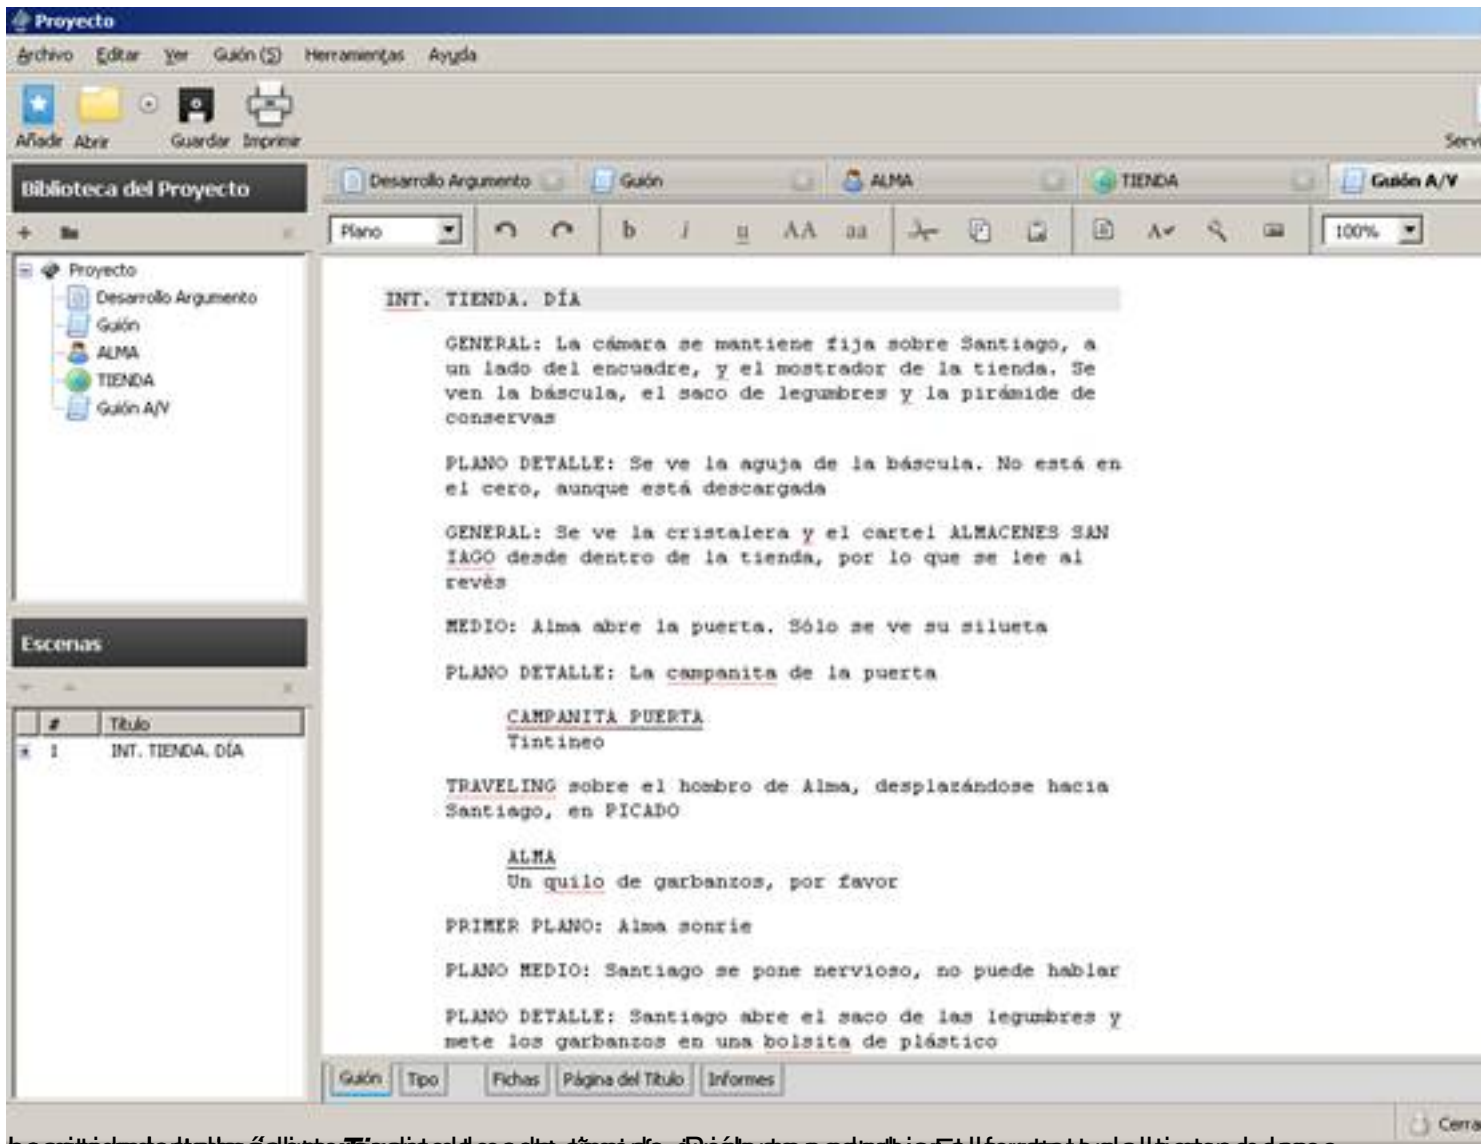 Proyecto
Archivo Editar Ver Guión (S) Herramientas Ayuda
Añadir Abrir Guardar Imprimir
Biblioteca del Proyecto
Desarrollo Argumento Guión ALMA TIENDA Guión A/V
Plano b i u AA aa 100%
Proyecto
Desarrollo Argumento
Guión
ALMA
TIENDA
Guión A/V
INT. TIENDA. DÍA
GENERAL: La cámara se mantiene fija sobre Santiago, a
un lado del encuadre, y el mostrador de la tienda. Se
ven la báscula, el saco de legumbres y la pirámide de
conservas
PLANO DETALLE: Se ve la aguja de la báscula. No está en
el cero, aunque está descargada
GENERAL: Se ve la cristalera y el cartel ALMACENES SAN
IAGO desde dentro de la tienda, por lo que se lee al
revés
MEDIO: Alma abre la puerta. Sólo se ve su silueta
PLANO DETALLE: La campanita de la puerta
CAMPANITA PUERTA
Tintineo
TRAVELING sobre el hombro de Alma, desplazándose hacia
Santiago, en PICADO
ALMA
Un quilo de garbanzos, por favor
PRIMER PLANO: Alma sonríe
PLANO MEDIO: Santiago se pone nervioso, no puede hablar
PLANO DETALLE: Santiago abre el saco de las legumbres y
mete los garbanzos en una bolsita de plástico
Escenas
# Título
1 INT. TIENDA. DÍA
Guión Tipo Fichas Página del Título Informes